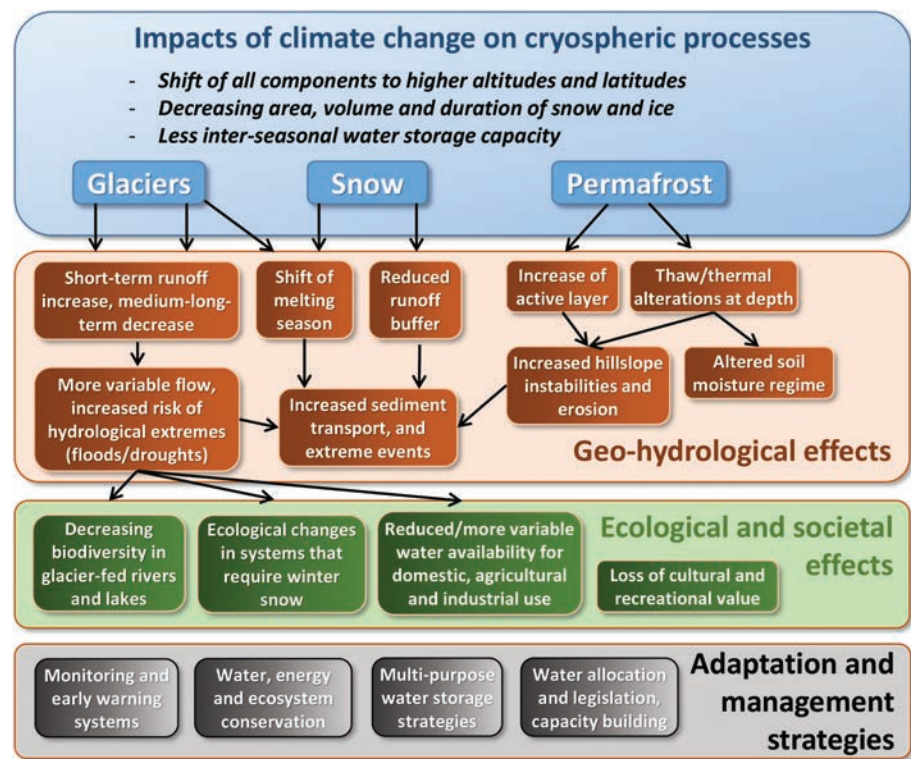 Impacts of climate change on cryospheric processes
- Shift of all components to higher altitudes and latitudes
- Decreasing area, volume and duration of snow and ice
- Less inter-seasonal water storage capacity
Glaciers
Snow
Permafrost
Short-term runoff
increase, medium-long-
term decrease
Shift of
melting
season
Reduced
runoff
buffer
Increase of
active layer
Thaw/thermal
alterations at depth
More variable flow,
increased risk of
hydrological extremes
(floods/droughts)
Increased sediment
transport, and
extreme events
Increased hillslope
instabilities and
erosion
Altered soil
moisture regime
Geo-hydrological effects
Decreasing
biodiversity in
glacier-fed rivers
and lakes
Ecological changes
in systems that
require winter
snow
Reduced/more variable
water availability for
domestic, agricultural
and industrial use
Ecological and societal
effects
Loss of cultural and
recreational value
Monitoring and
early warning
systems
Water, energy
and ecosystem
conservation
Multi-purpose
water storage
strategies
Water allocation
and legislation,
capacity building
Adaptation and
management
strategies